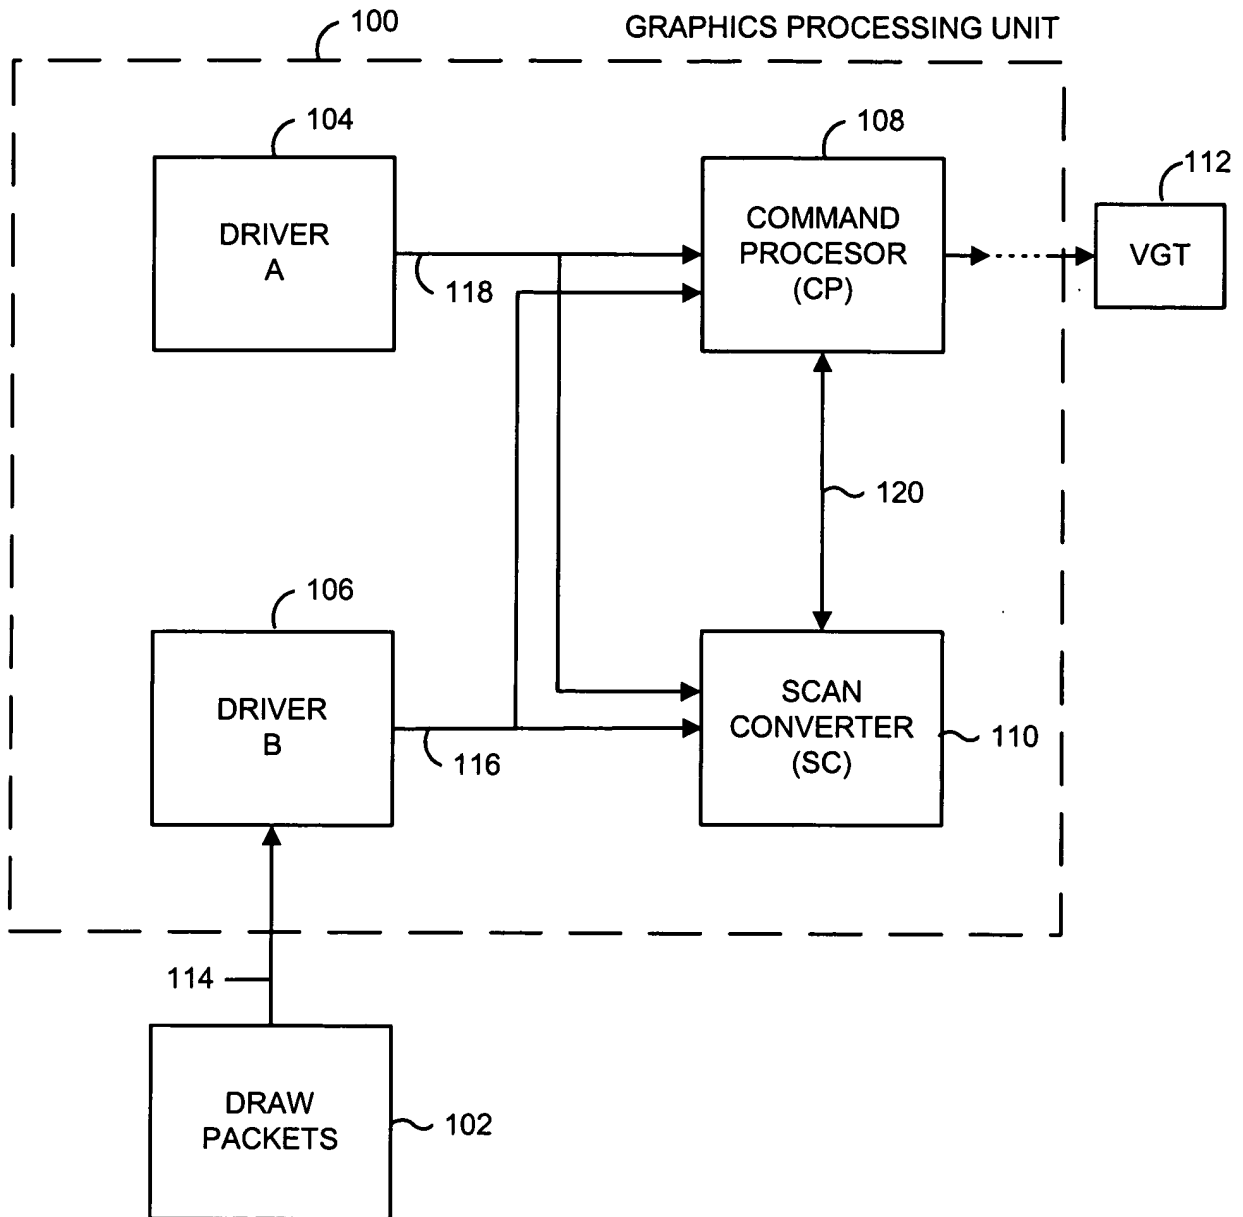 100
GRAPHICS PROCESSING UNIT
104
108
112
DRIVER
A
COMMAND
PROCESOR
(CP)
VGT
118
120
106
DRIVER
B
SCAN
CONVERTER
(SC)
110
116
114
DRAW
PACKETS
102